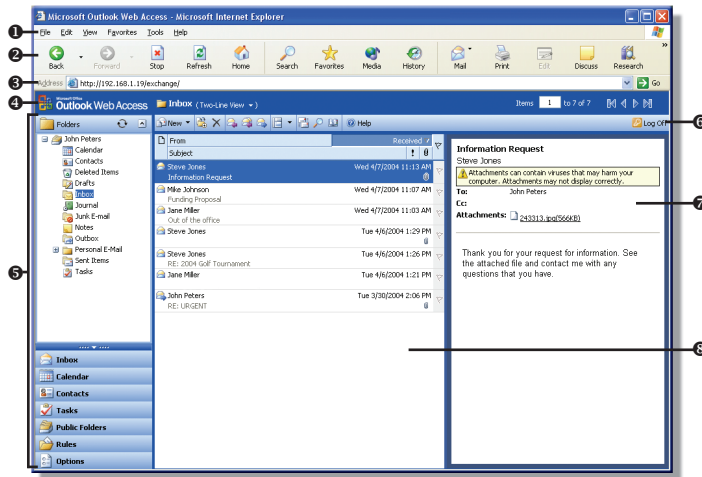 Microsoft Outlook Web Access - Microsoft Internet Explorer
❶ File Edit View Favorites Tools Help
❷ Back Forward Stop Refresh Home Search Favorites Media History Mail Print Edit Discuss Research
❸ Address http://192.168.1.19/exchange/ Go
❹ Outlook Web Access Inbox (Two-Line View) Items 1 to 7 of 7
❺
Folders
John Peters
Calendar
Contacts
Deleted Items
Drafts
Inbox
Journal
Junk E-mail
Notes
Outbox
Personal E-Mail
Sent Items
Tasks
Inbox
Calendar
Contacts
Tasks
Public Folders
Rules
Options
New Help Log Off ❻
From Received
Subject !
Steve Jones Wed 4/7/2004 11:13 AM
Information Request
Mike Johnson Wed 4/7/2004 11:07 AM
Funding Proposal
Jane Miller Wed 4/7/2004 11:03 AM
Out of the office
Steve Jones Tue 4/6/2004 1:29 PM
Steve Jones Tue 4/6/2004 1:26 PM
RE: 2004 Golf Tournament
Jane Miller Tue 4/6/2004 1:21 PM
John Peters Tue 3/30/2004 2:06 PM
RE: URGENT
Information Request
Steve Jones
Attachments can contain viruses that may harm your
computer. Attachments may not display correctly.
To: John Peters
❼
Cc:
Attachments: 243313.jpg(566KB)
Thank you for your request for information. See
the attached file and contact me with any
questions that you have.
❽